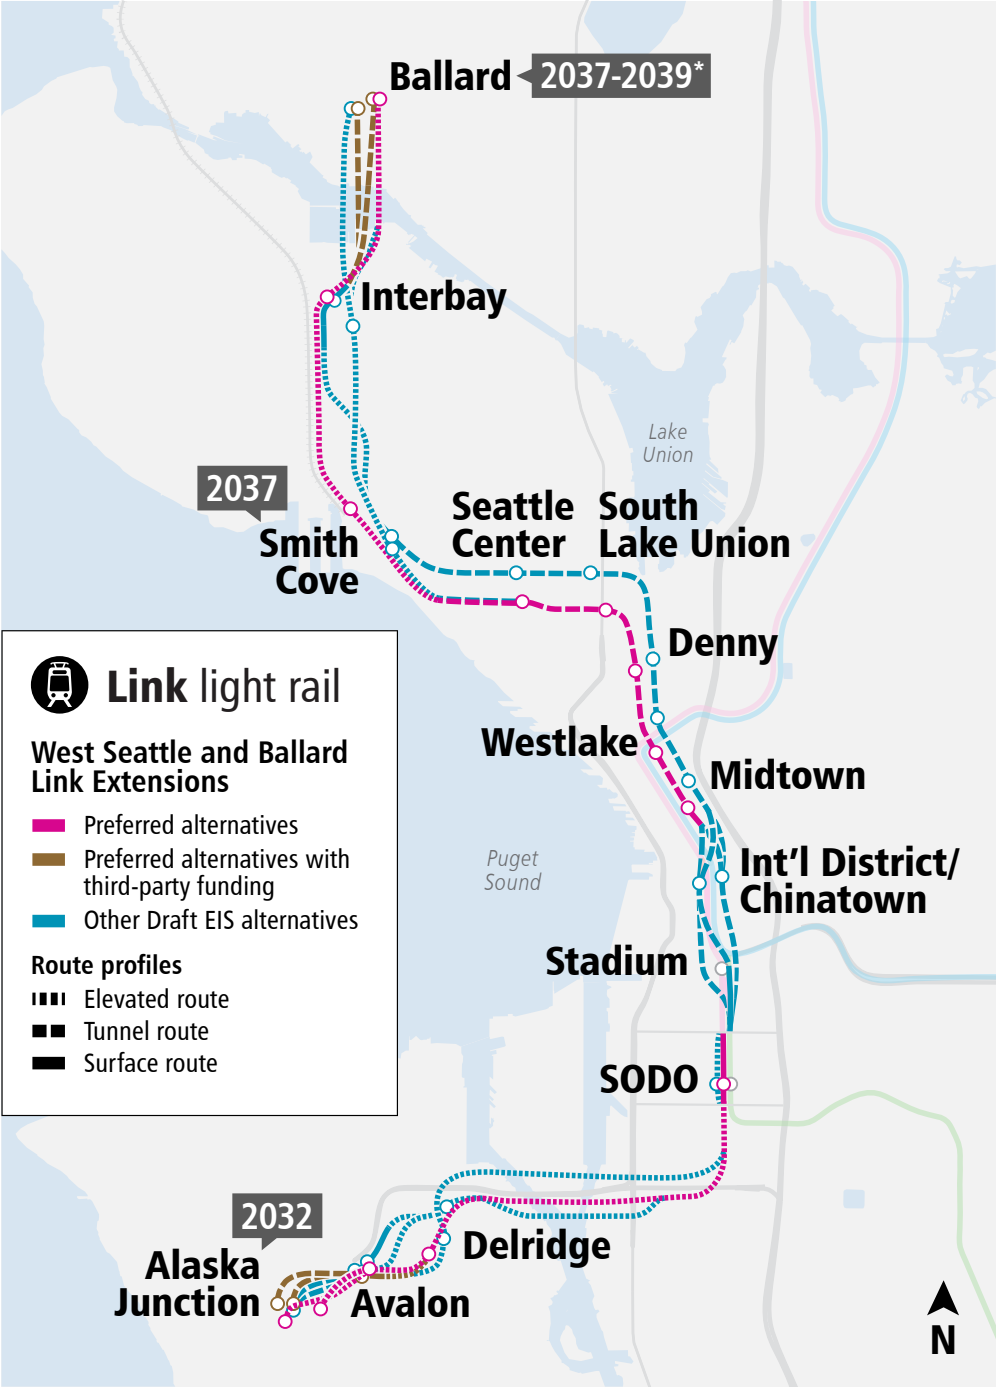 Ballard
2037-2039*
Interbay
Lake
Union
2037
Seattle
Center
South
Lake Union
Smith
Cove
Denny
Link light rail
West Seattle and Ballard
Link Extensions
Preferred alternatives
Preferred alternatives with
third-party funding
Other Draft EIS alternatives
Route profiles
Elevated route
Tunnel route
Surface route
Westlake
Midtown
Puget
Sound
Int'l District/
Chinatown
Stadium
SODO
2032
Alaska
Junction
Delridge
Avalon
N